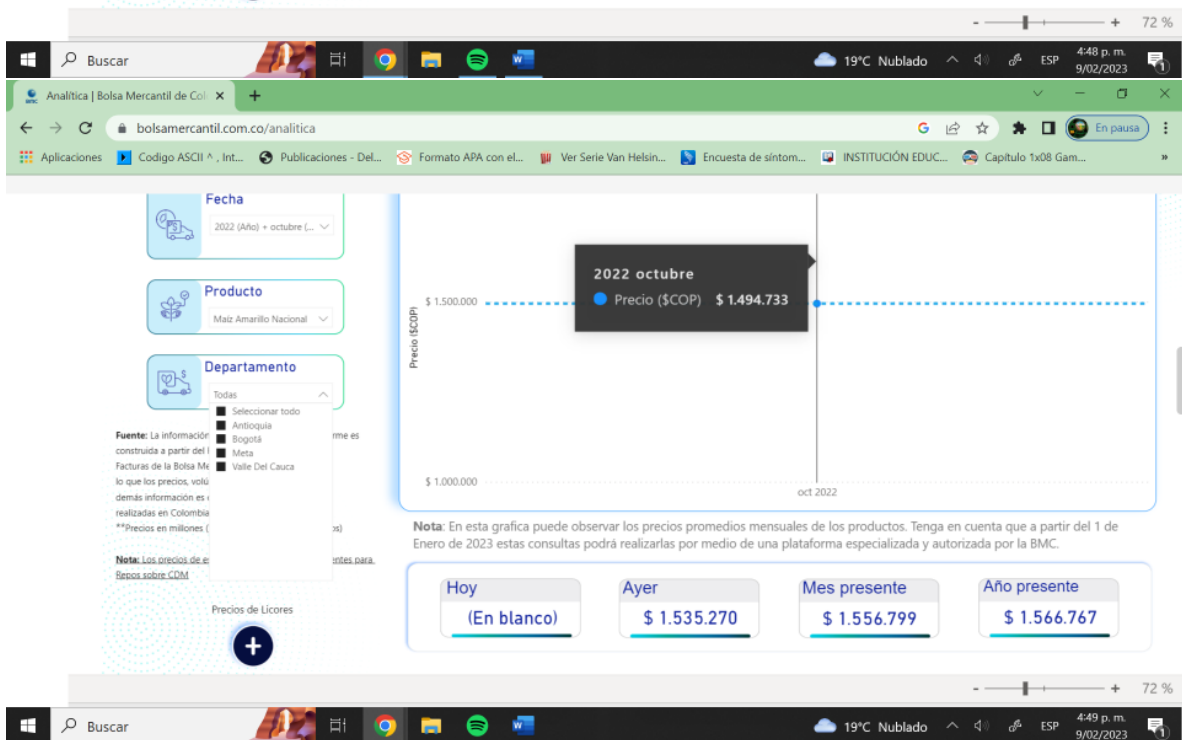 - + 72 %
Buscar
19°C Nublado
ESP
4:48 p. m.
9/02/2023
1
Analítica | Bolsa Mercantil de Col
bolsamercantil.com.co/analitica
En pausa
Aplicaciones
Codigo ASCII ^ , Int...
Publicaciones - Del...
Formato APA con el...
Ver Serie Van Helsin...
Encuesta de síntom...
INSTITUCIÓN EDUC...
Capítulo 1x08 Gam...
»
Fecha
2022 (Año) + octubre (...
Producto
Maíz Amarillo Nacional
Departamento
Todas
Seleccionar todo
Antioquia
Bogotá
Meta
Valle Del Cauca
Fuente: La información rme es
construida a partir del
Facturas de la Bolsa Me
lo que los precios, volú
demás información es
realizadas en Colombia
**Precios en millones ( os)
Nota: Los precios de es entes para
Repos sobre CDM
Precios de Licores
+
Precio ($COP)
$ 1.500.000
$ 1.000.000
2022 octubre
Precio ($COP) $ 1.494.733
oct 2022
Nota: En esta grafica puede observar los precios promedios mensuales de los productos. Tenga en cuenta que a partir del 1 de
Enero de 2023 estas consultas podrá realizarlas por medio de una plataforma especializada y autorizada por la BMC.
Hoy
(En blanco)
Ayer
$ 1.535.270
Mes presente
$ 1.556.799
Año presente
$ 1.566.767
- + 72 %
Buscar
19°C Nublado
ESP
4:49 p. m.
9/02/2023
1